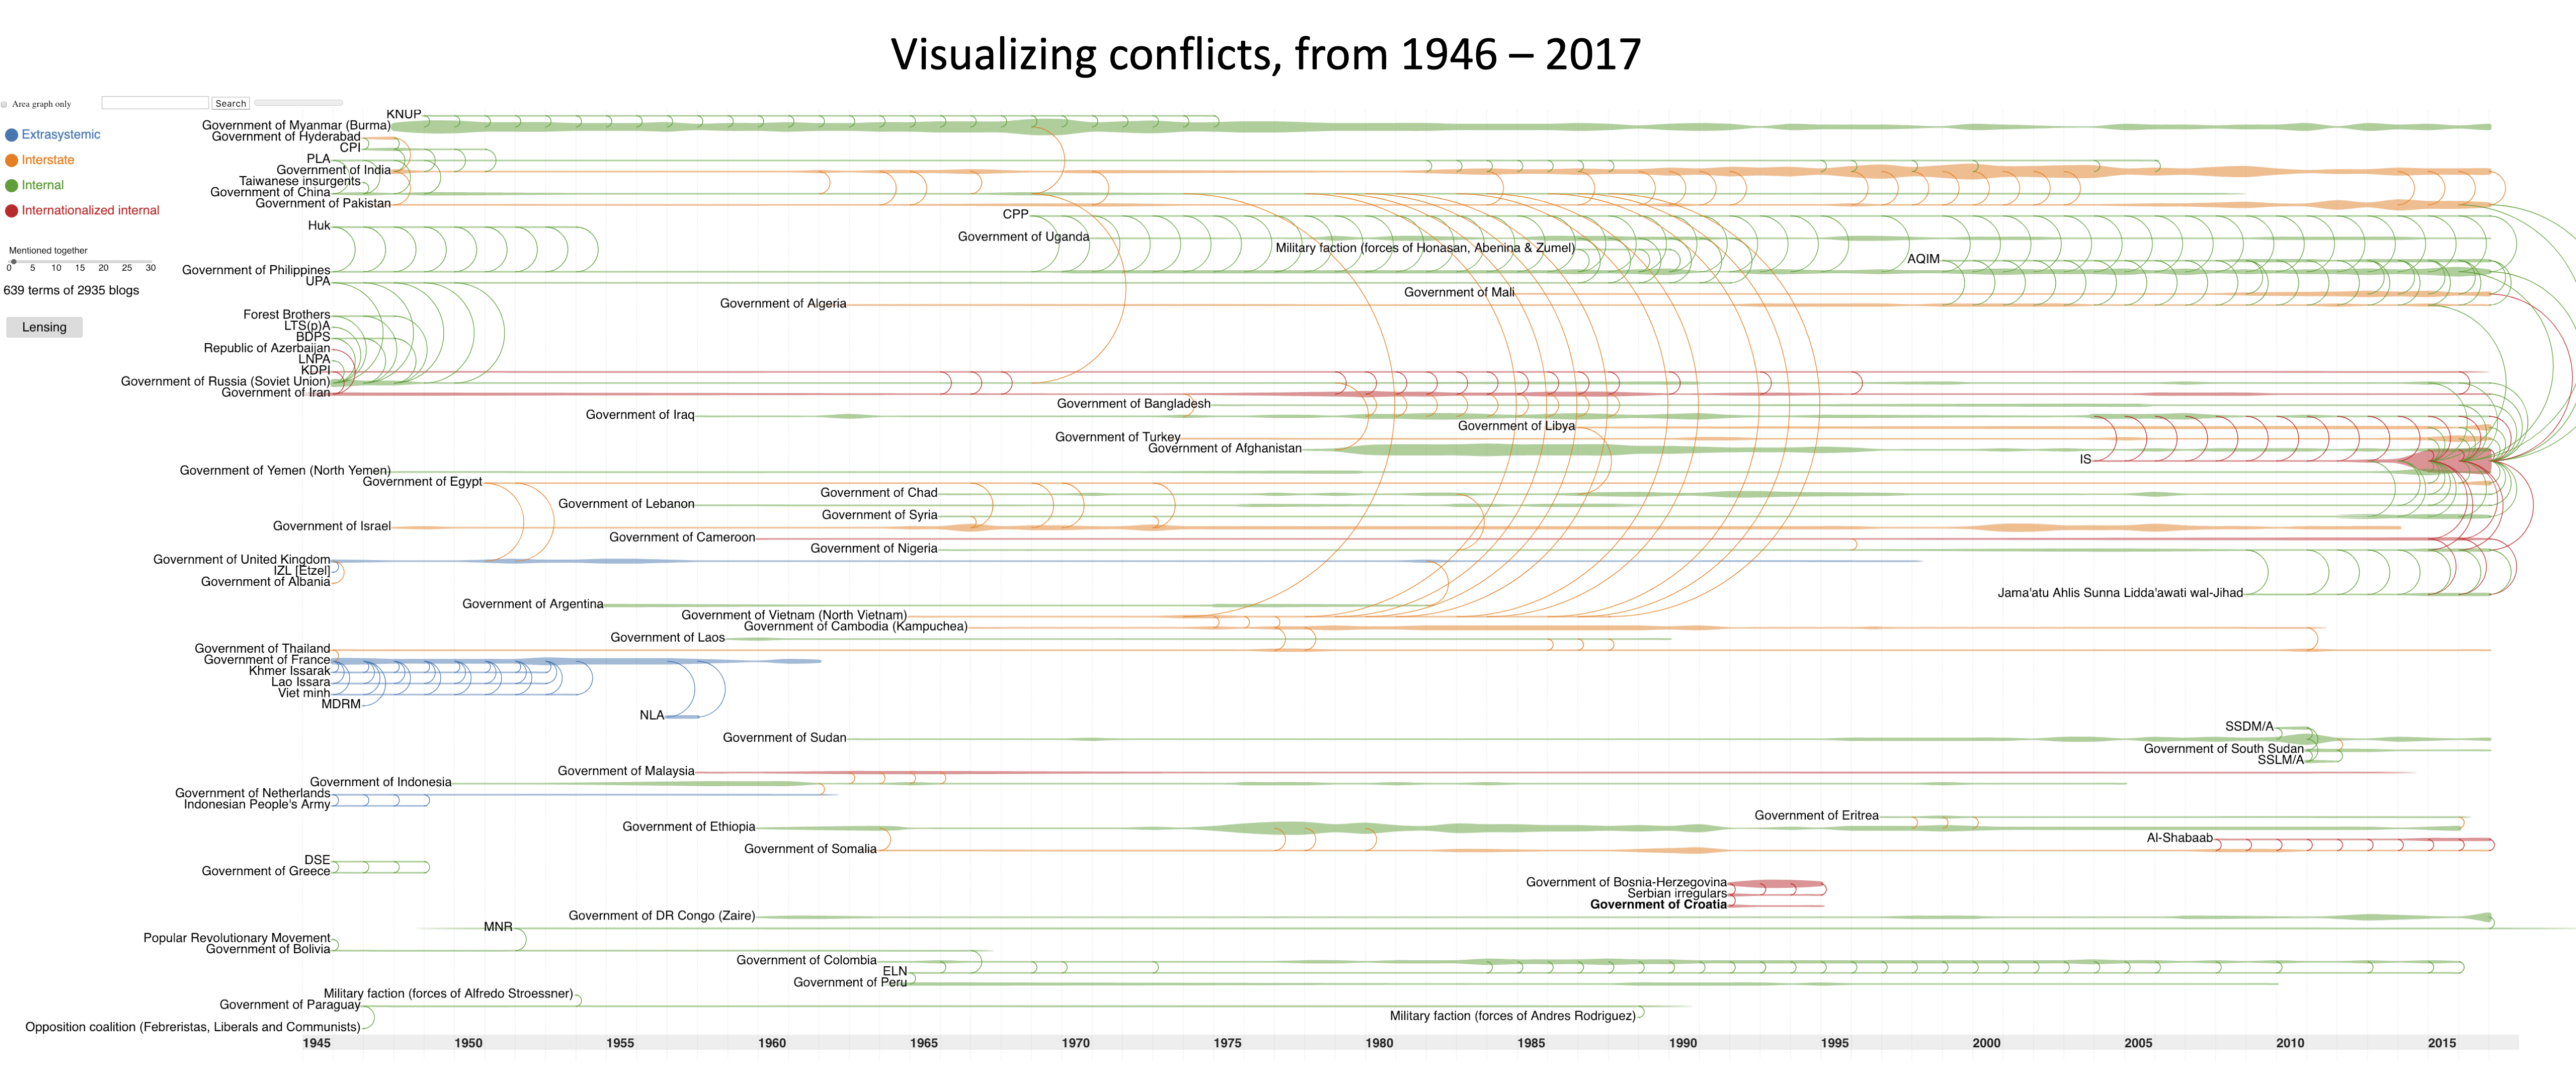 Visualizing conflicts, from 1946 – 2017
Area graph only
Search
Extrasystemic
Interstate
Internal
Internationalized internal
Mentioned together
0 5 10 15 20 25 30
639 terms of 2935 blogs
Lensing
KNUP
Government of Myanmar (Burma)
Government of Hyderabad
CPI
PLA
Government of India
Taiwanese insurgents
Government of China
Government of Pakistan
CPP
Huk
Government of Uganda
Military faction (forces of Honasan, Abenina & Zumel)
AQIM
Government of Philippines
UPA
Government of Mali
Government of Algeria
Forest Brothers
LTS(p)A
BDPS
Republic of Azerbaijan
LNPA
KDPI
Government of Russia (Soviet Union)
Government of Iran
Government of Bangladesh
Government of Iraq
Government of Libya
Government of Turkey
Government of Afghanistan
IS
Government of Yemen (North Yemen)
Government of Egypt
Government of Chad
Government of Lebanon
Government of Syria
Government of Israel
Government of Cameroon
Government of Nigeria
Government of United Kingdom
IZL [Etzel]
Government of Albania
Jama'atu Ahlis Sunna Lidda'awati wal-Jihad
Government of Argentina
Government of Vietnam (North Vietnam)
Government of Cambodia (Kampuchea)
Government of Laos
Government of Thailand
Government of France
Khmer Issarak
Lao Issara
Viet minh
MDRM
NLA
SSDM/A
Government of Sudan
Government of South Sudan
SSLM/A
Government of Malaysia
Government of Indonesia
Government of Netherlands
Indonesian People's Army
Government of Eritrea
Government of Ethiopia
Al-Shabaab
Government of Somalia
DSE
Government of Greece
Government of Bosnia-Herzegovina
Serbian irregulars
Government of Croatia
Government of DR Congo (Zaire)
MNR
Popular Revolutionary Movement
Government of Bolivia
Government of Colombia
ELN
Government of Peru
Military faction (forces of Alfredo Stroessner)
Government of Paraguay
Military faction (forces of Andres Rodriguez)
Opposition coalition (Febreristas, Liberals and Communists)
1945 1950 1955 1960 1965 1970 1975 1980 1985 1990 1995 2000 2005 2010 2015